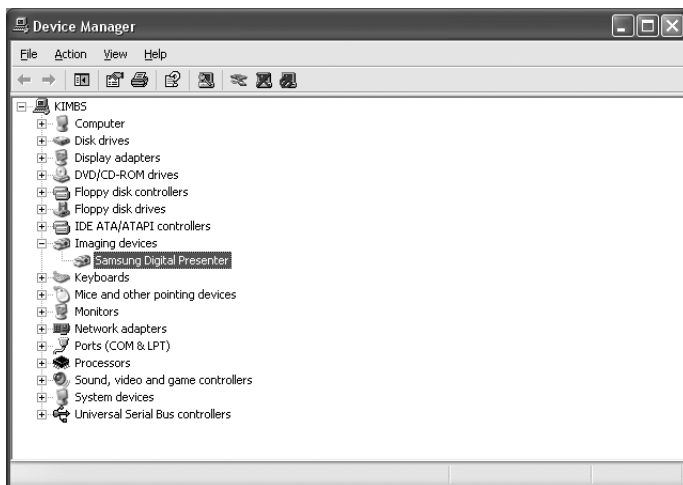 Device Manager
File Action View Help
KIMBS
Computer
Disk drives
Display adapters
DVD/CD-ROM drives
Floppy disk controllers
Floppy disk drives
IDE ATA/ATAPI controllers
Imaging devices
Samsung Digital Presenter
Keyboards
Mice and other pointing devices
Monitors
Network adapters
Ports (COM & LPT)
Processors
Sound, video and game controllers
System devices
Universal Serial Bus controllers